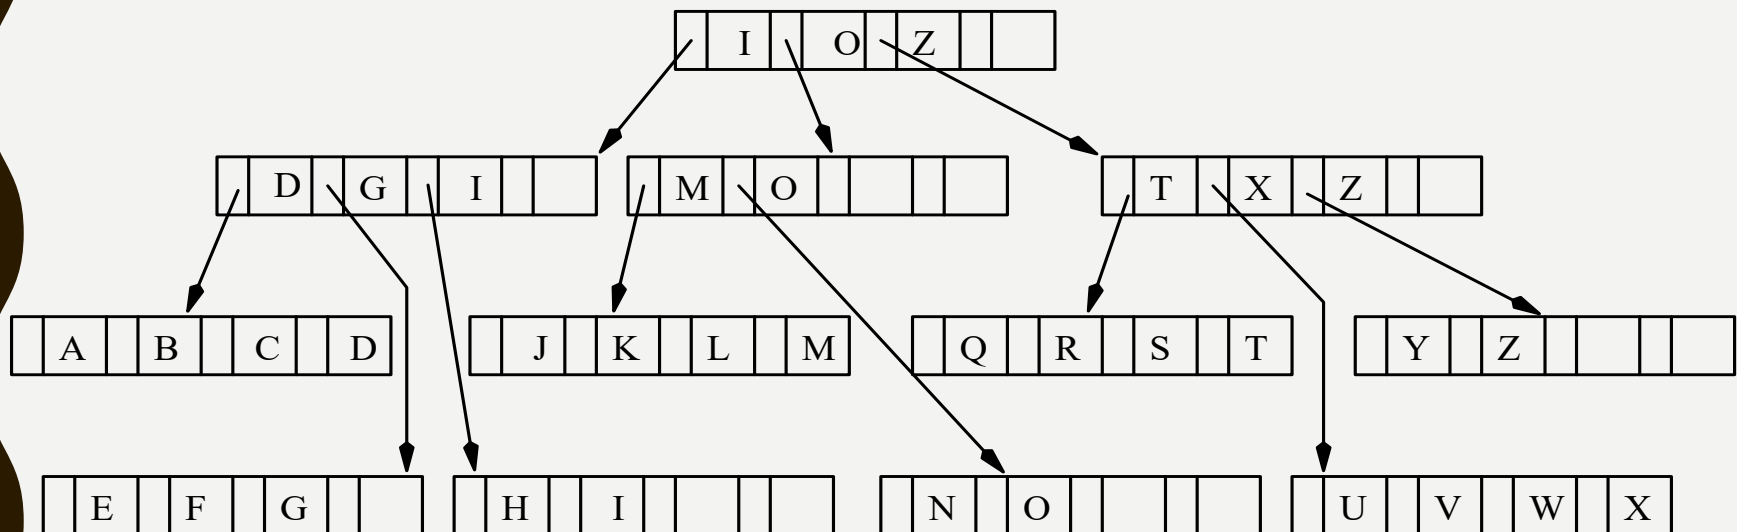 I O Z
D G I
M O
T X Z
A B C D
J K L M
Q R S T
Y Z
E F G
H I
N O
U V W X